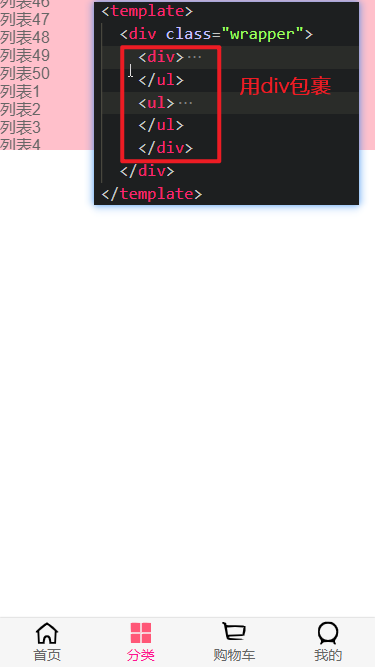 列表46
列表47
列表48
列表49
列表50
列表1
列表2
列表3
列表4
<template>
<div class="wrapper">
<div>···
</ul>
<ul>···
</ul>
</div>
</div>
</template>
用div包裹
首页
分类
购物车
我的